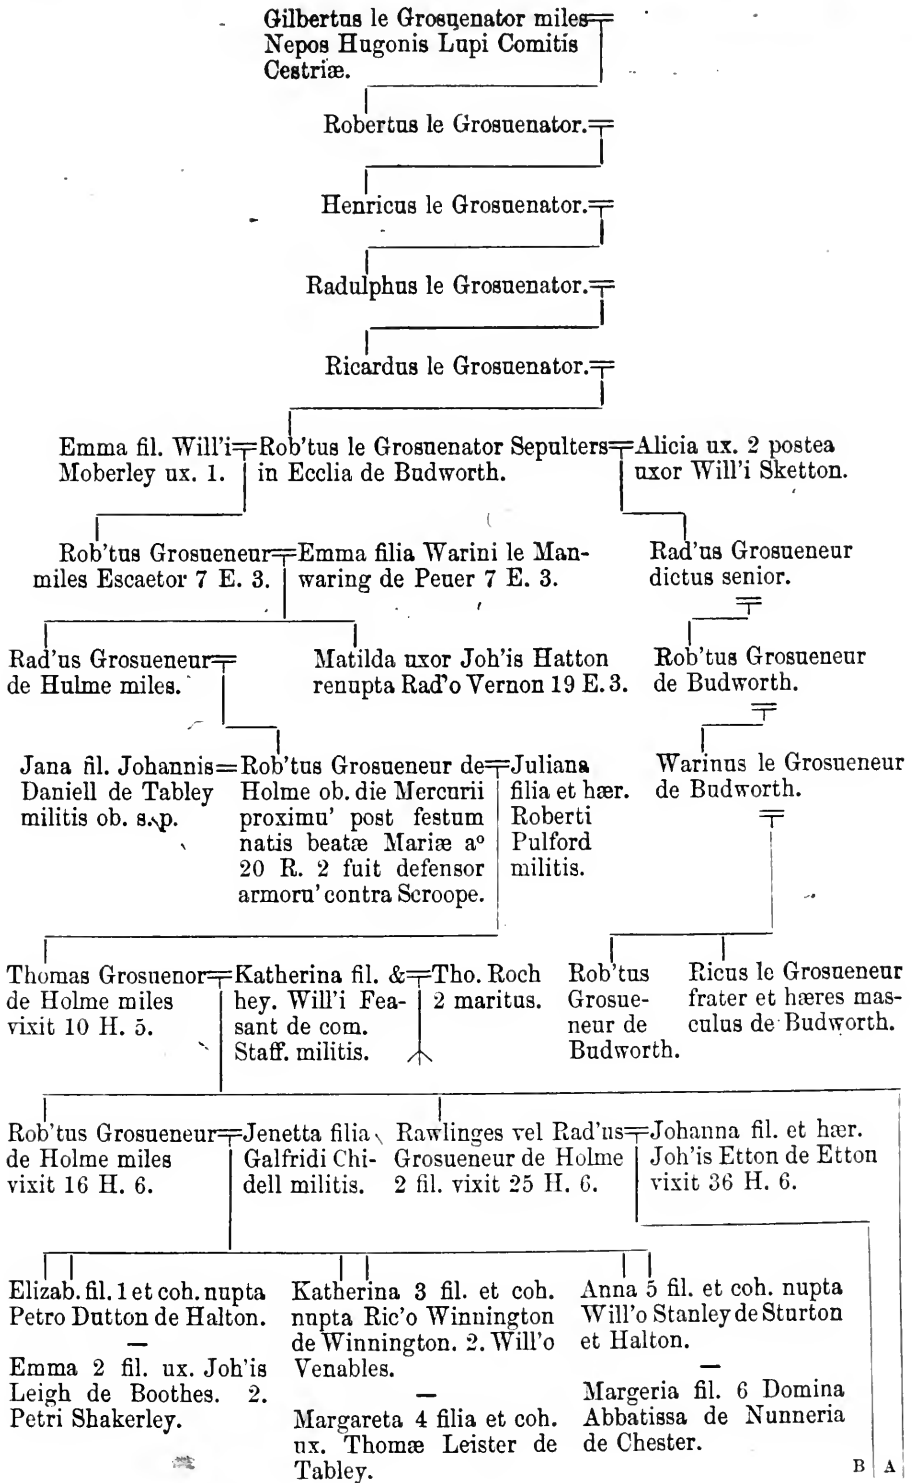 Gilbertus le Grosuenator miles
Nepos Hugonis Lupi Comitis
Cestriæ.
Robertus le Grosuenator.
Henricus le Grosuenator.
Radulphus le Grosuenator.
Ricardus le Grosuenator.
Emma fil. Will'i
Moberley ux. 1.
Rob'tus le Grosuenator Sepulters
in Ecclia de Budworth.
Alicia ux. 2 postea
uxor Will'i Sketton.
Rob'tus Grosueneur
miles Escaetor 7 E. 3.
Emma filia Warini le Man-
waring de Peuer 7 E. 3.
Rad'us Grosueneur
dictus senior.
Rad'us Grosueneur
de Hulme miles.
Matilda uxor Joh'is Hatton
renupta Rad'o Vernon 19 E. 3.
Rob'tus Grosueneur
de Budworth.
Jana fil. Johannis
Daniell de Tabley
militis ob. s.p.
Rob'tus Grosueneur de
Holme ob. die Mercurii
proximu' post festum
natis beatæ Mariæ aº
20 R. 2 fuit defensor
armoru' contra Scroope.
Juliana
filia et hær.
Roberti
Pulford
militis.
Warinus le Grosueneur
de Budworth.
Thomas Grosuenor
de Holme miles
vixit 10 H. 5.
Katherina fil. &
hey. Will'i Fea-
sant de com.
Staff. militis.
Tho. Roch
2 maritus.
Rob'tus
Grosue-
neur de
Budworth.
Ricus le Grosueneur
frater et hæres mas-
culus de Budworth.
Rob'tus Grosueneur
de Holme miles
vixit 16 H. 6.
Jenetta filia
Galfridi Chi-
dell militis.
Rawlinges vel Rad'us
Grosueneur de Holme
2 fil. vixit 25 H. 6.
Johanna fil. et hær.
Joh'is Etton de Etton
vixit 36 H. 6.
Elizab. fil. 1 et coh. nupta
Petro Dutton de Halton.
Emma 2 fil. ux. Joh'is
Leigh de Boothes. 2.
Petri Shakerley.
Katherina 3 fil. et coh.
nupta Ric'o Winnington
de Winnington. 2. Will'o
Venables.
Margareta 4 filia et coh.
ux. Thomæ Leister de
Tabley.
Anna 5 fil. et coh. nupta
Will'o Stanley de Sturton
et Halton.
Margeria fil. 6 Domina
Abbatissa de Nunneria
de Chester.
B A